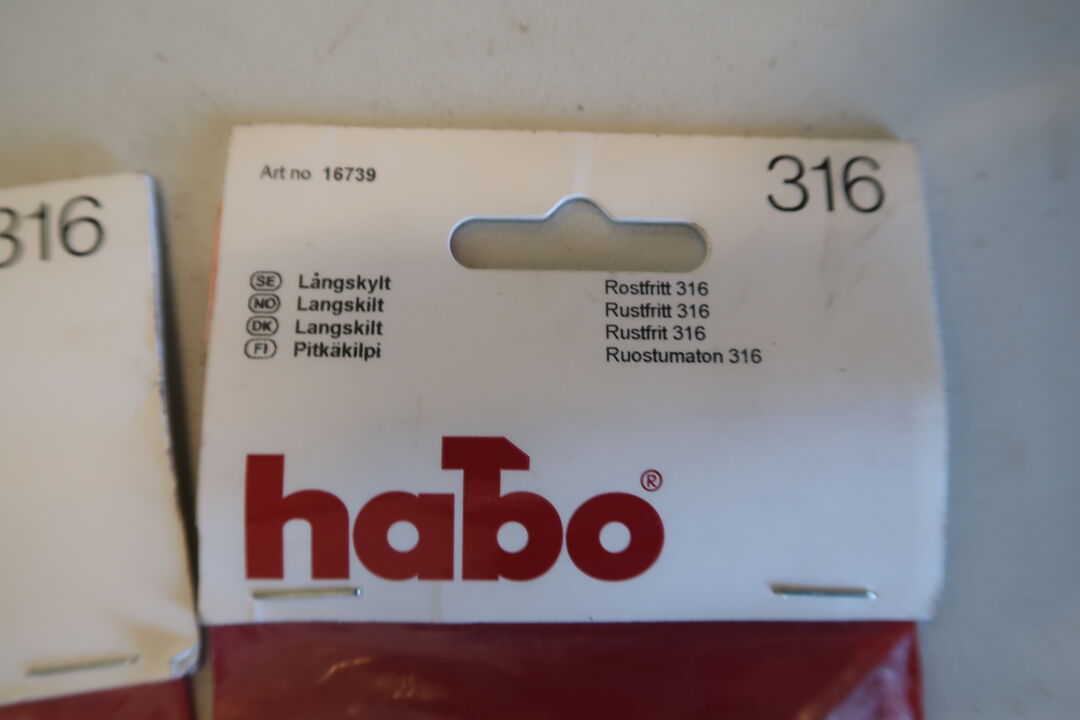 316
Art no 16739
316
SE Långskylt Rostfritt 316
NO Langskilt Rustfritt 316
DK Langskilt Rustfrit 316
FI Pitkäkilpi Ruostumaton 316
habo®